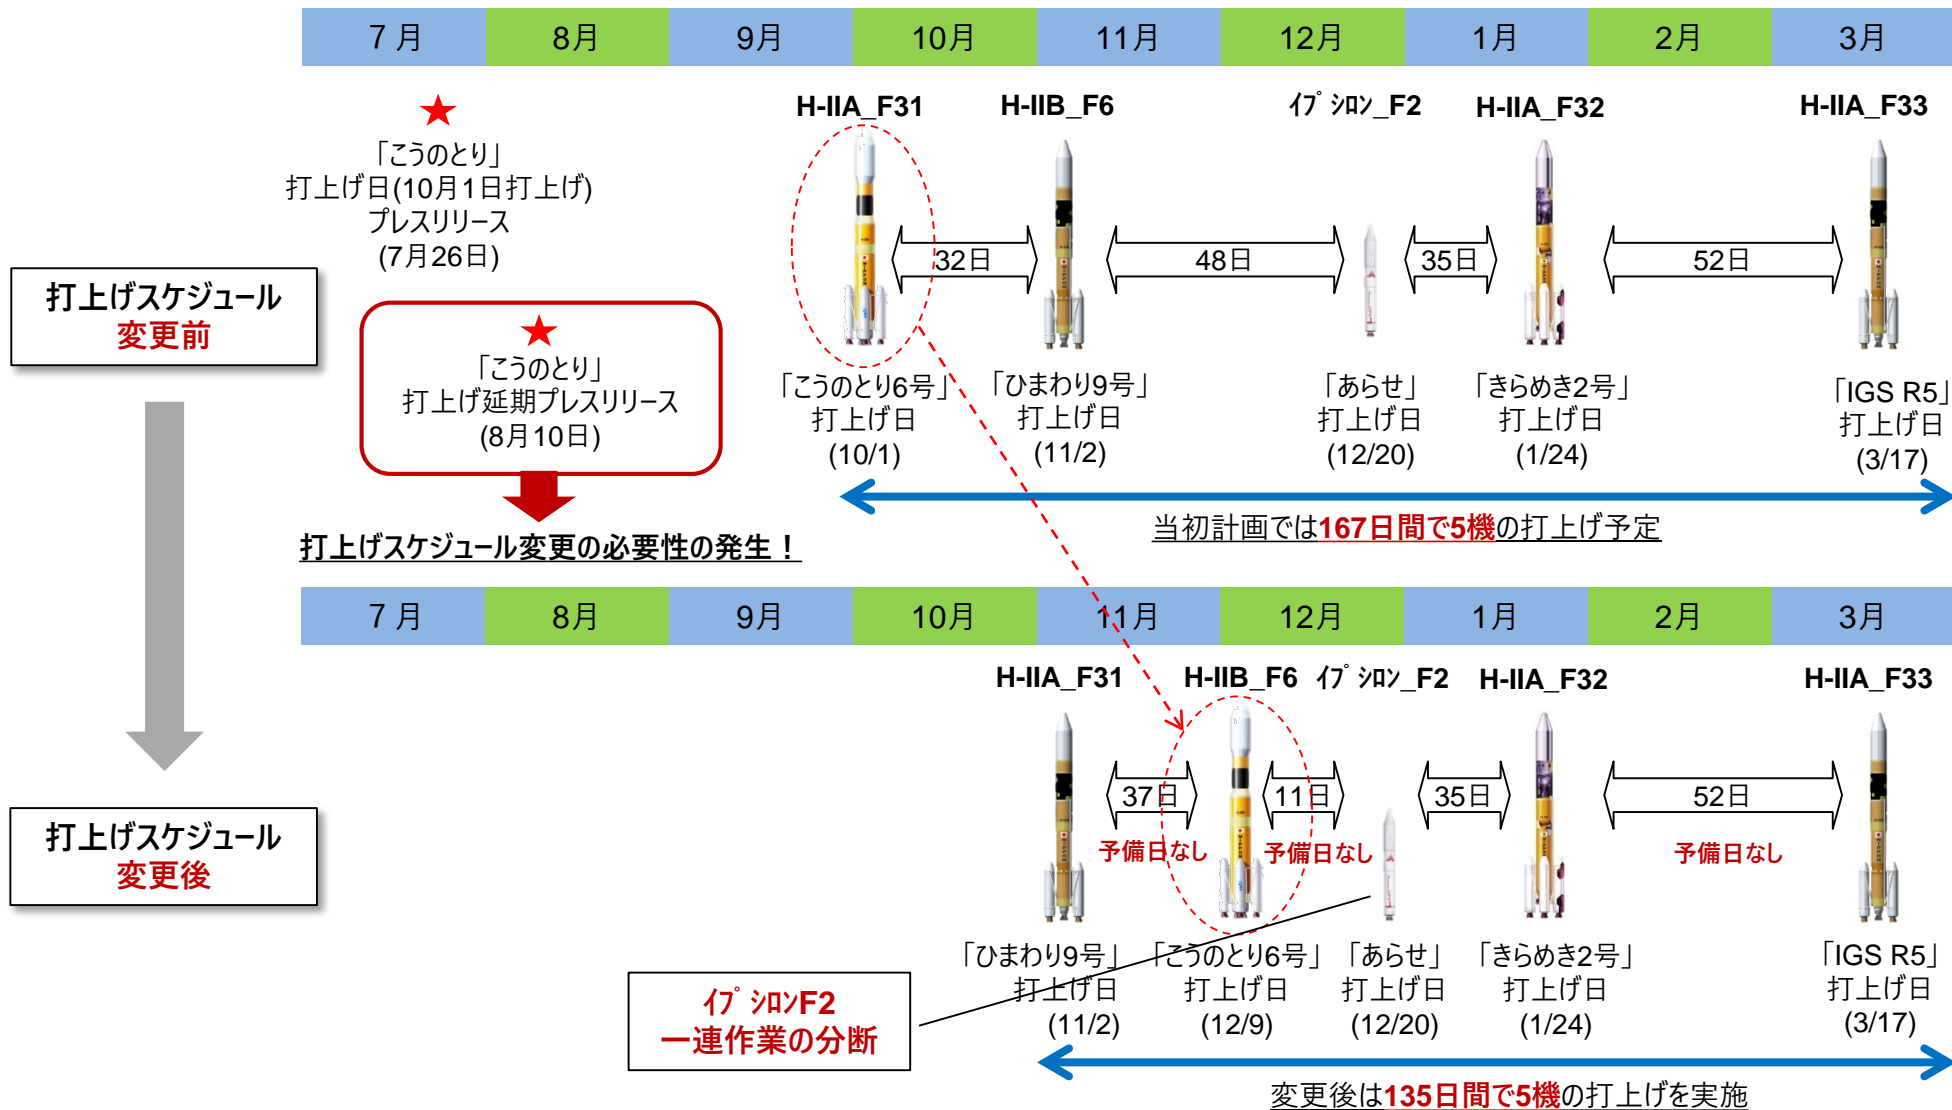 7月 8月 9月 10月 11月 12月 1月 2月 3月
★
「こうのとり」
打上げ日(10月1日打上げ)
プレスリリース
(7月26日)
H-IIA_F31 H-IIB_F6 ｲﾌﾟｼﾛﾝ_F2 H-IIA_F32 H-IIA_F33
32日 48日 35日 52日
打上げスケジュール
変更前
★
「こうのとり」
打上げ延期プレスリリース
(8月10日)
「こうのとり6号」
打上げ日
(10/1)
「ひまわり9号」
打上げ日
(11/2)
「あらせ」
打上げ日
(12/20)
「きらめき2号」
打上げ日
(1/24)
「IGS R5」
打上げ日
(3/17)
当初計画では167日間で5機の打上げ予定
打上げスケジュール変更の必要性の発生！
7月 8月 9月 10月 11月 12月 1月 2月 3月
H-IIA_F31 H-IIB_F6 ｲﾌﾟｼﾛﾝ_F2 H-IIA_F32 H-IIA_F33
37日 11日 35日 52日
予備日なし 予備日なし 予備日なし
打上げスケジュール
変更後
「ひまわり9号」
打上げ日
(11/2)
「こうのとり6号」
打上げ日
(12/9)
「あらせ」
打上げ日
(12/20)
「きらめき2号」
打上げ日
(1/24)
「IGS R5」
打上げ日
(3/17)
ｲﾌﾟｼﾛﾝF2
一連作業の分断
変更後は135日間で5機の打上げを実施